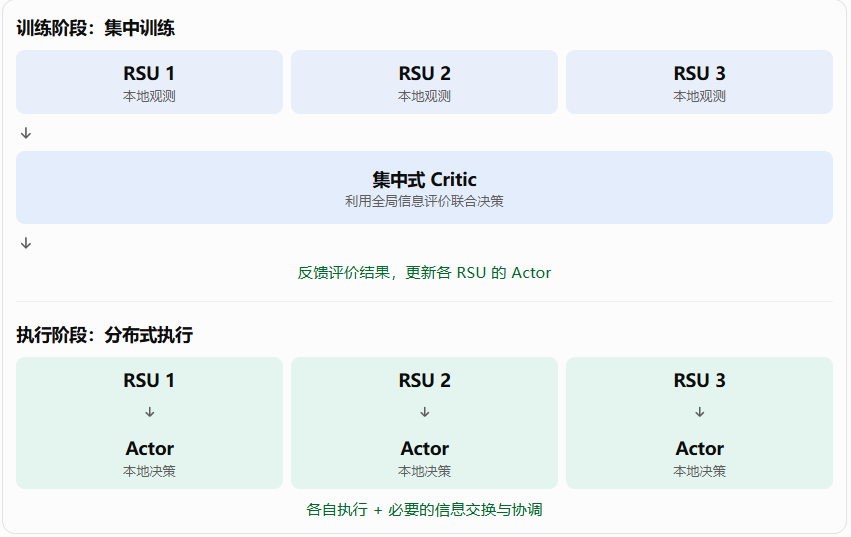 训练阶段：集中训练
RSU 1
本地观测
RSU 2
本地观测
RSU 3
本地观测
↓
集中式 Critic
利用全局信息评价联合决策
↓
反馈评价结果，更新各 RSU 的 Actor
执行阶段：分布式执行
RSU 1
↓
Actor
本地决策
RSU 2
↓
Actor
本地决策
RSU 3
↓
Actor
本地决策
各自执行 + 必要的信息交换与协调